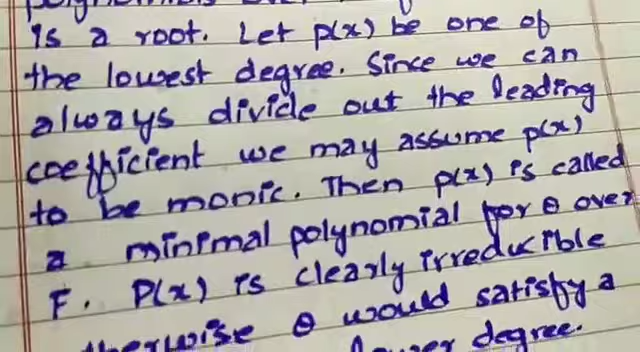 is a root. Let p(x) be one of
the lowest degree. Since we can
always divide out the leading
coefficient we may assume p(x)
to be monic. Then p(x) is called
a minimal polynomial for θ over
F. P(x) is clearly irreducible
θ would satisfy a
degree.